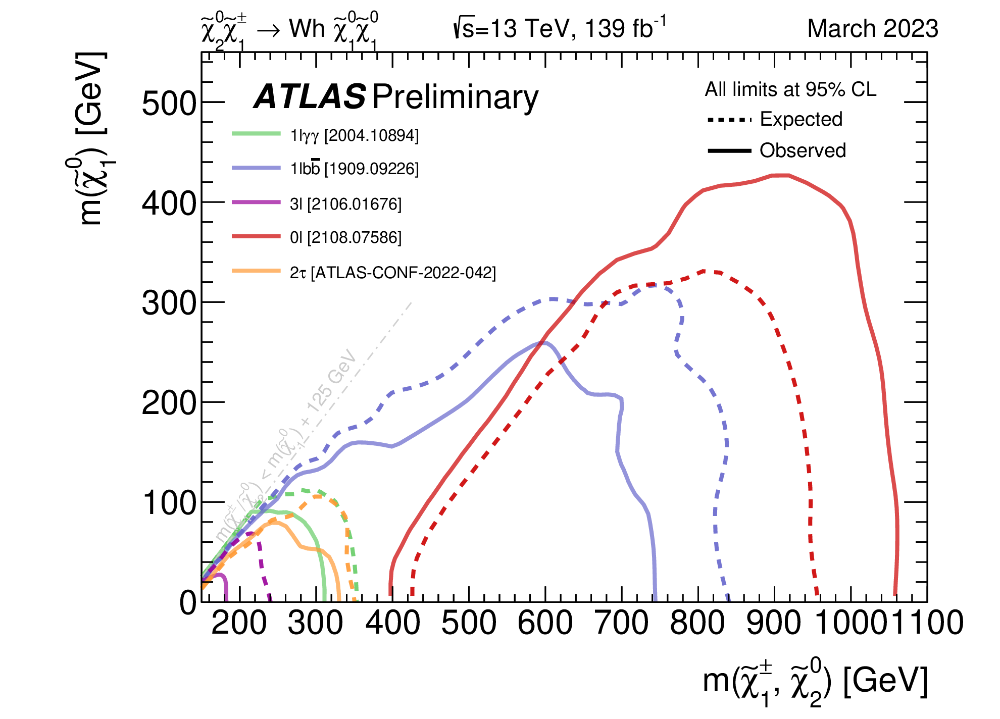 χ̃⁰₂χ̃±₁ → Wh χ̃⁰₁χ̃⁰₁
√s=13 TeV, 139 fb⁻¹
March 2023
m(χ̃⁰₁) [GeV]
ATLAS Preliminary
All limits at 95% CL
Expected
Observed
1lγγ [2004.10894]
1lbb̄ [1909.09226]
3l [2106.01676]
0l [2108.07586]
2τ [ATLAS-CONF-2022-042]
m(χ̃±₁/χ̃⁰₂) < m(χ̃⁰₁) + 125 GeV
500
400
300
200
100
0
200 300 400 500 600 700 800 900 1000 1100
m(χ̃±₁, χ̃⁰₂) [GeV]